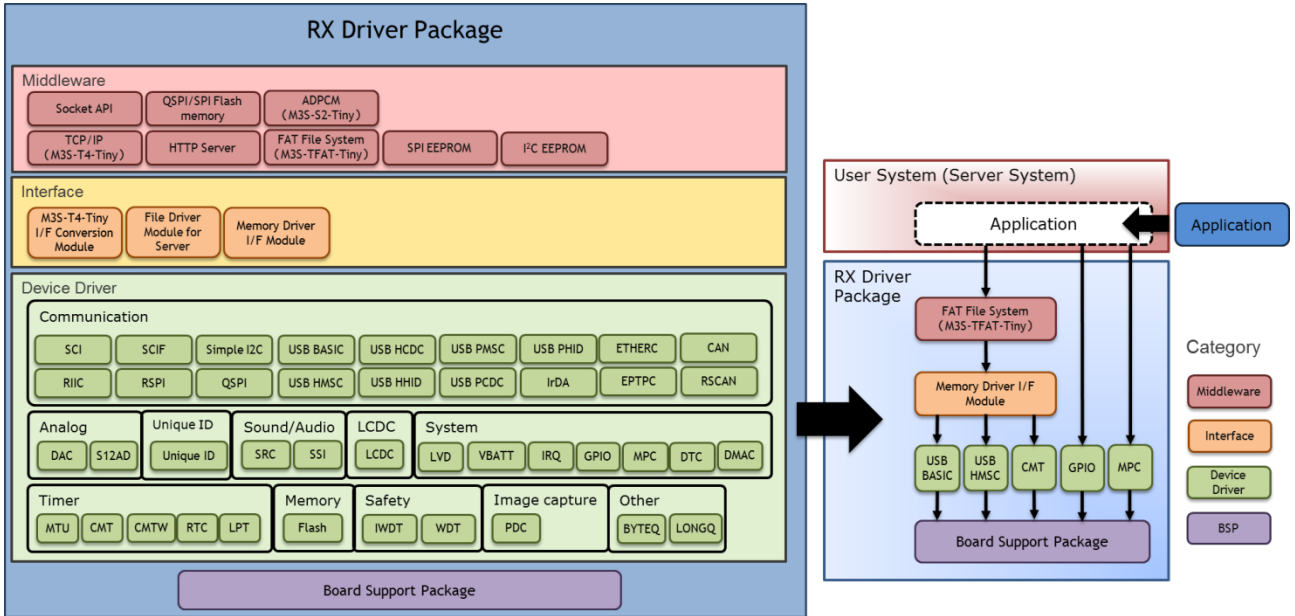 RX Driver Package
Middleware
Socket API
QSPI/SPI Flash
memory
ADPCM
(M3S-S2-Tiny)
TCP/IP
(M3S-T4-Tiny)
HTTP Server
FAT File System
(M3S-TFAT-Tiny)
SPI EEPROM
I²C EEPROM
Interface
M3S-T4-Tiny
I/F Conversion
Module
File Driver
Module for
Server
Memory Driver
I/F Module
Device Driver
Communication
SCI
SCIF
Simple I2C
USB BASIC
USB HCDC
USB PMSC
USB PHID
ETHERC
CAN
RIIC
RSPI
QSPI
USB HMSC
USB HHID
USB PCDC
IrDA
EPTPC
RSCAN
Analog
DAC
S12AD
Unique ID
Unique ID
Sound/Audio
SRC
SSI
LCDC
LCDC
System
LVD
VBATT
IRQ
GPIO
MPC
DTC
DMAC
Timer
MTU
CMT
CMTW
RTC
LPT
Memory
Flash
Safety
IWDT
WDT
Image capture
PDC
Other
BYTEQ
LONGQ
Board Support Package
User System (Server System)
Application
Application
RX Driver
Package
FAT File System
(M3S-TFAT-Tiny)
Memory Driver I/F
Module
USB
BASIC
USB
HMSC
CMT
GPIO
MPC
Board Support Package
Category
Middleware
Interface
Device
Driver
BSP